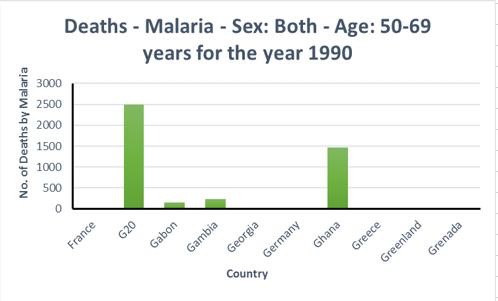 Deaths - Malaria - Sex: Both - Age: 50-69
years for the year 1990
No. of Deaths by Malaria
3000
2500
2000
1500
1000
500
0
France
G20
Gabon
Gambia
Georgia
Germany
Ghana
Greece
Greenland
Grenada
Country